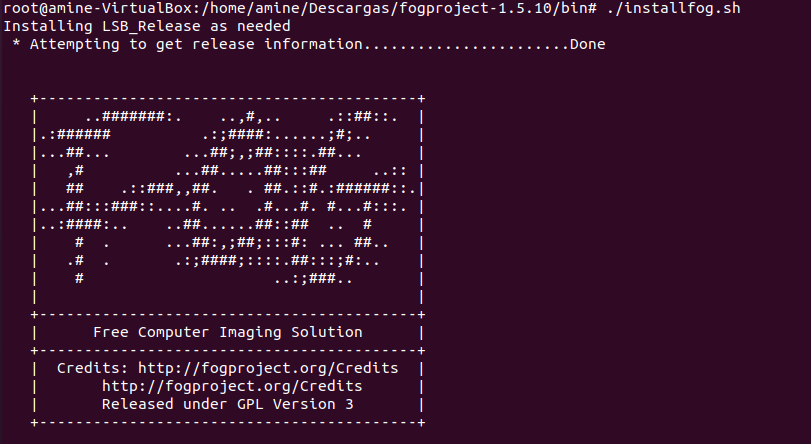 root@amine-VirtualBox:/home/amine/Descargas/fogproject-1.5.10/bin# ./installfog.sh
Installing LSB_Release as needed
 * Attempting to get release information.......................Done

   +------------------------------------------+
   |     ..#######:.    ..,#,..     .::##::.  |
   |.:######          .:;####:......;#;..     |
   |...##...        ...##;,;##::::.##...      |
   |   ,#          ...##.....##:::##     ..:: |
   |   ##    .::###,,##.   . ##.::#.:######::.|
   |...##:::###::....#. ..  .#...#. #...#:::. |
   |..:####:..    ..##......##::##  ..  #     |
   |    #  .      ...##:,;##;:::#: ... ##..   |
   |   .#  .       .:;####;::::.##:::;#:..    |
   |    #                     ..:;###..       |
   |                                          |
   +------------------------------------------+
   |      Free Computer Imaging Solution      |
   +------------------------------------------+
   |  Credits: http://fogproject.org/Credits  |
   |       http://fogproject.org/Credits      |
   |       Released under GPL Version 3       |
   +------------------------------------------+